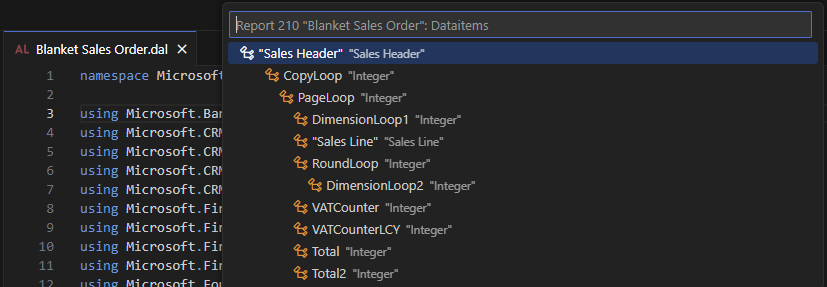 Report 210 "Blanket Sales Order": Dataitems
AL Blanket Sales Order.dal
"Sales Header" "Sales Header"
CopyLoop "Integer"
PageLoop "Integer"
DimensionLoop1 "Integer"
"Sales Line" "Sales Line"
RoundLoop "Integer"
DimensionLoop2 "Integer"
VATCounter "Integer"
VATCounterLCY "Integer"
Total "Integer"
Total2 "Integer"
1 namespace Microsoft
2
3 using Microsoft.Ban
4 using Microsoft.CRM
5 using Microsoft.CRM
6 using Microsoft.CRM
7 using Microsoft.CRM
8 using Microsoft.Fin
9 using Microsoft.Fin
10 using Microsoft.Fin
11 using Microsoft.Fin
12 using Microsoft.Fou